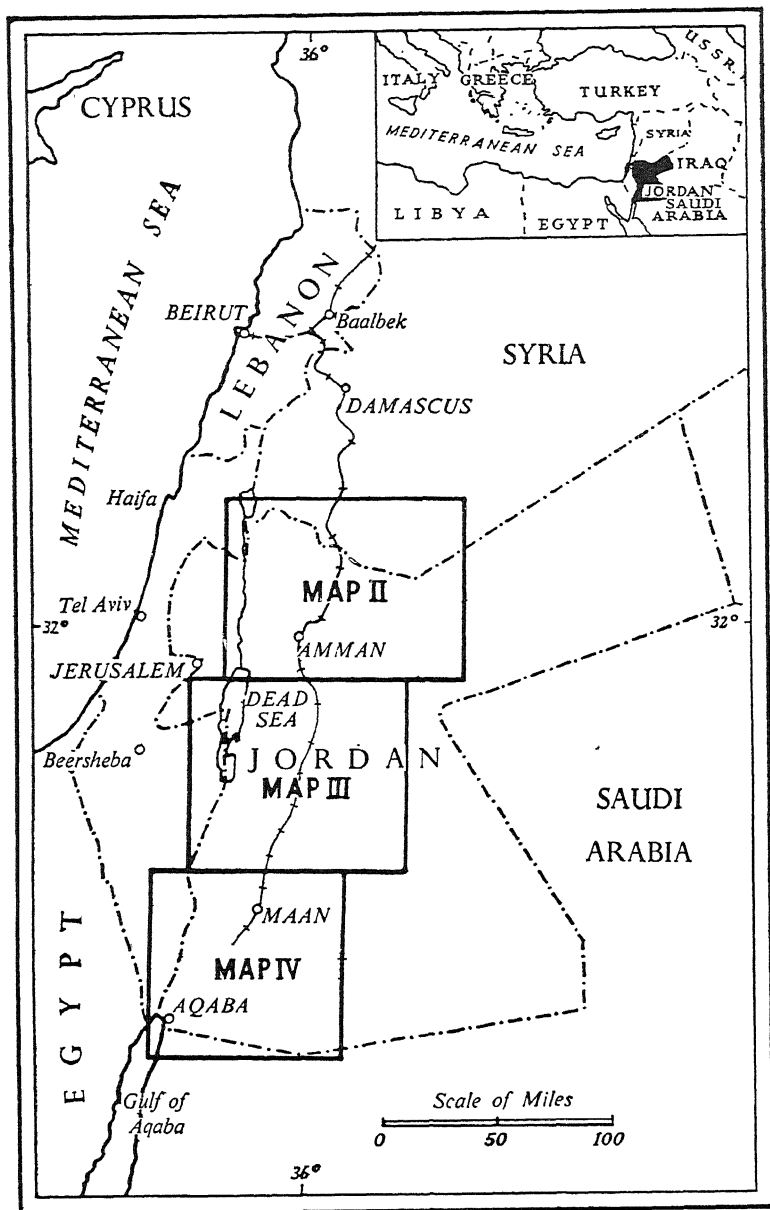 36°
CYPRUS
MEDITERRANEAN SEA
LEBANON
BEIRUT
Baalbek
SYRIA
DAMASCUS
Haifa
MAP II
Tel Aviv
32°
32°
AMMAN
JERUSALEM
DEAD
SEA
Beersheba
JORDAN
MAP III
SAUDI
ARABIA
MAAN
MAP IV
EGYPT
AQABA
Gulf of
Aqaba
Scale of Miles
0 50 100
36°
U.S.S.R.
ITALY
GREECE
TURKEY
MEDITERRANEAN SEA
SYRIA
IRAQ
JORDAN
SAUDI
ARABIA
LIBYA
EGYPT